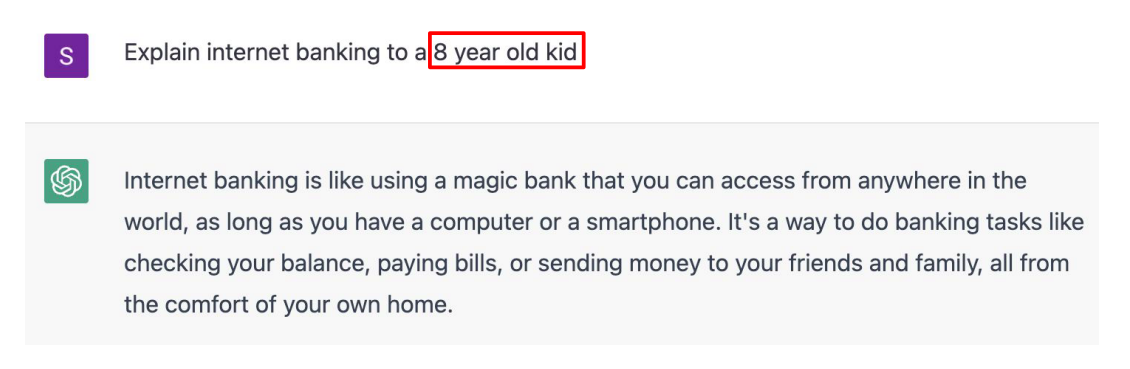 S
Explain internet banking to a 8 year old kid
Internet banking is like using a magic bank that you can access from anywhere in the
world, as long as you have a computer or a smartphone. It's a way to do banking tasks like
checking your balance, paying bills, or sending money to your friends and family, all from
the comfort of your own home.